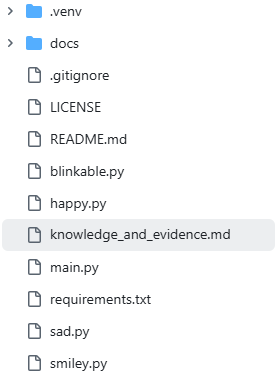 .venv
docs
.gitignore
LICENSE
README.md
blinkable.py
happy.py
knowledge_and_evidence.md
main.py
requirements.txt
sad.py
smiley.py